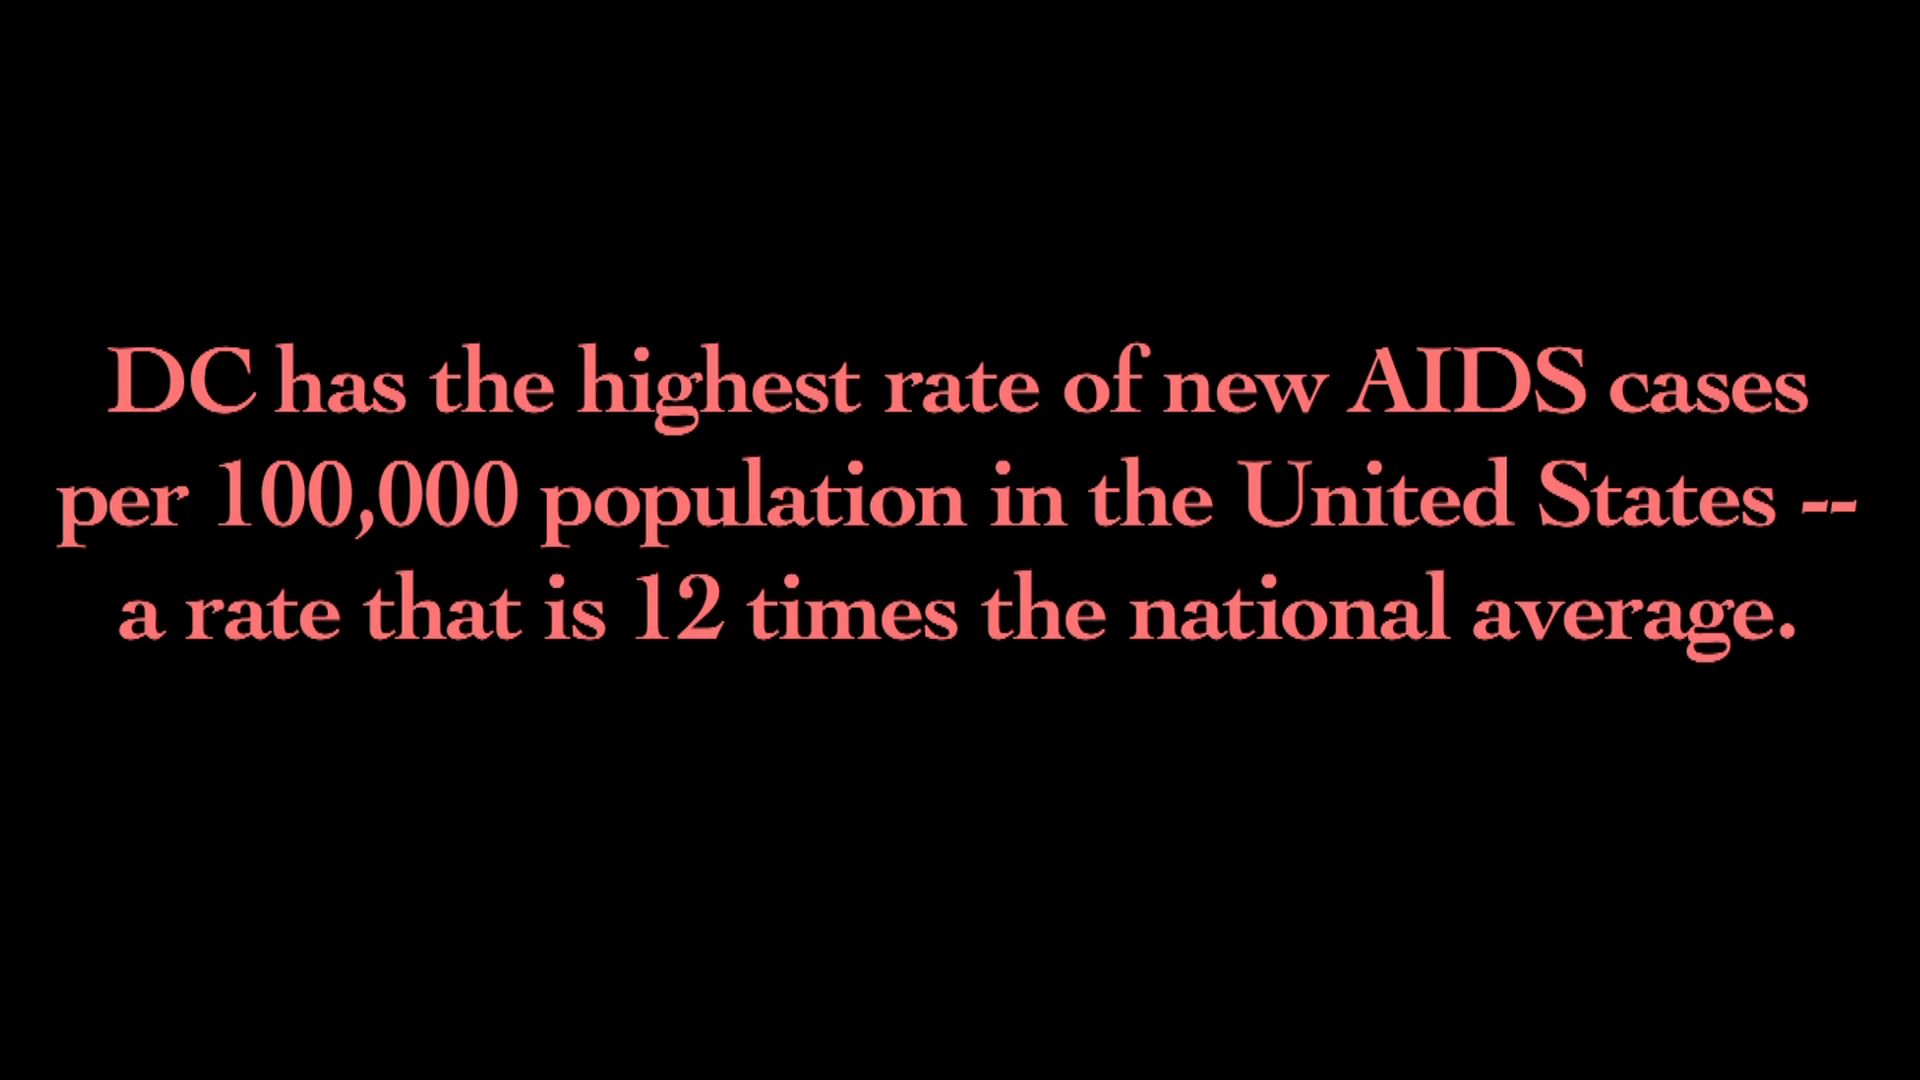 DC has the highest rate of new AIDS cases
per 100,000 population in the United States --
a rate that is 12 times the national average.